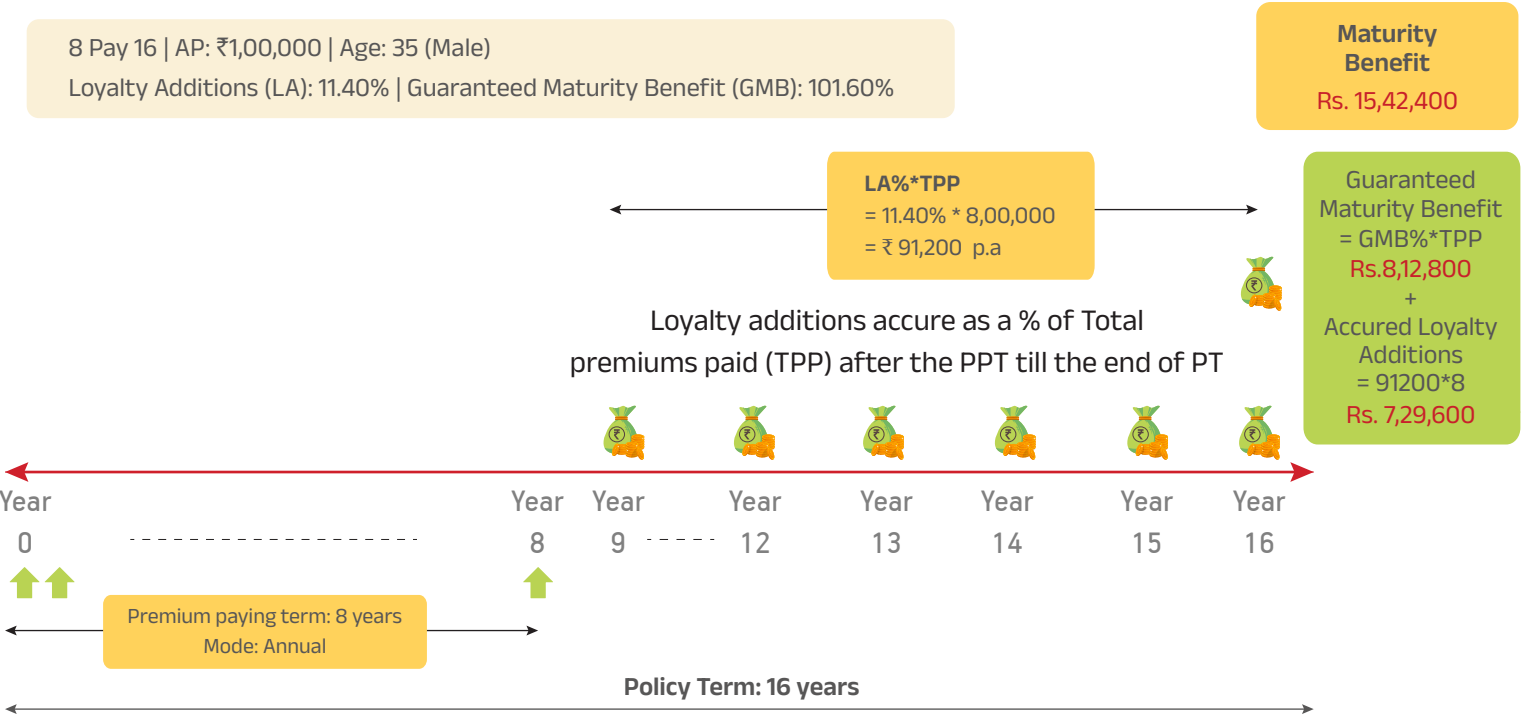 8 Pay 16 | AP: ₹1,00,000 | Age: 35 (Male)
Loyalty Additions (LA): 11.40% | Guaranteed Maturity Benefit (GMB): 101.60%
Maturity
Benefit
Rs. 15,42,400
LA%*TPP
= 11.40% * 8,00,000
= ₹ 91,200 p.a
Guaranteed
Maturity Benefit
= GMB%*TPP
Rs.8,12,800
+
Accured Loyalty
Additions
= 91200*8
Rs. 7,29,600
Loyalty additions accure as a % of Total
premiums paid (TPP) after the PPT till the end of PT
₹
₹ ₹ ₹ ₹ ₹ ₹
Year Year Year Year Year Year Year Year
0 8 9 12 13 14 15 16
Premium paying term: 8 years
Mode: Annual
Policy Term: 16 years